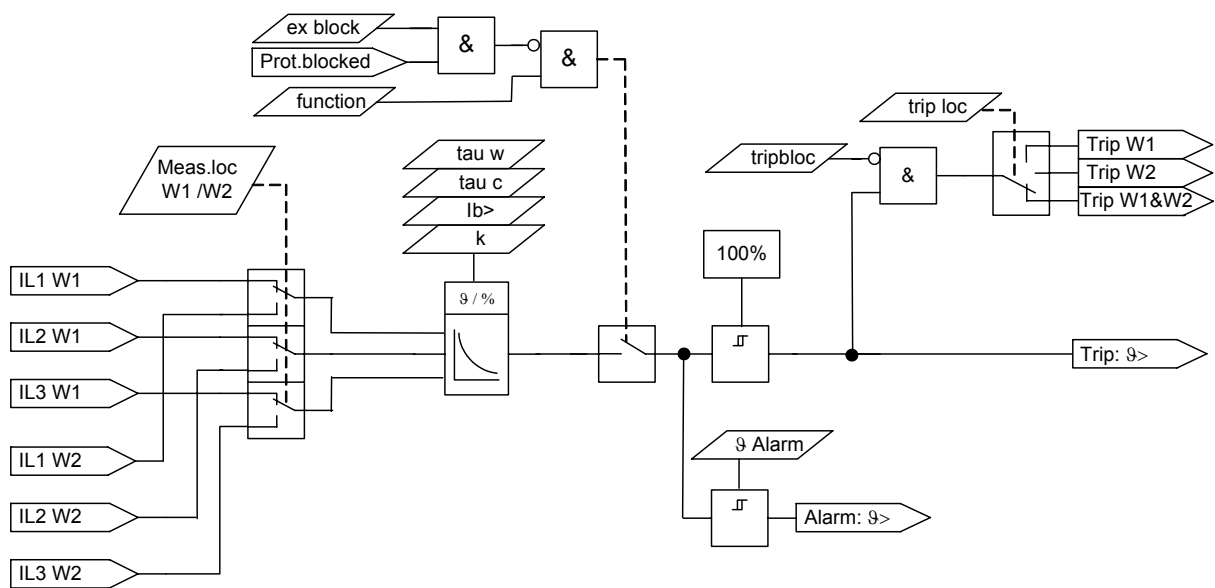 ex block
&
Prot.blocked
&
function
trip loc
Trip W1
tripbloc
&
Trip W2
Trip W1&W2
Meas.loc
W1 /W2
tau w
tau c
Ib>
k
100%
IL1 W1
ϑ / %
IL2 W1
Trip: ϑ>
IL3 W1
ϑ Alarm
IL1 W2
IL2 W2
Alarm: ϑ>
IL3 W2